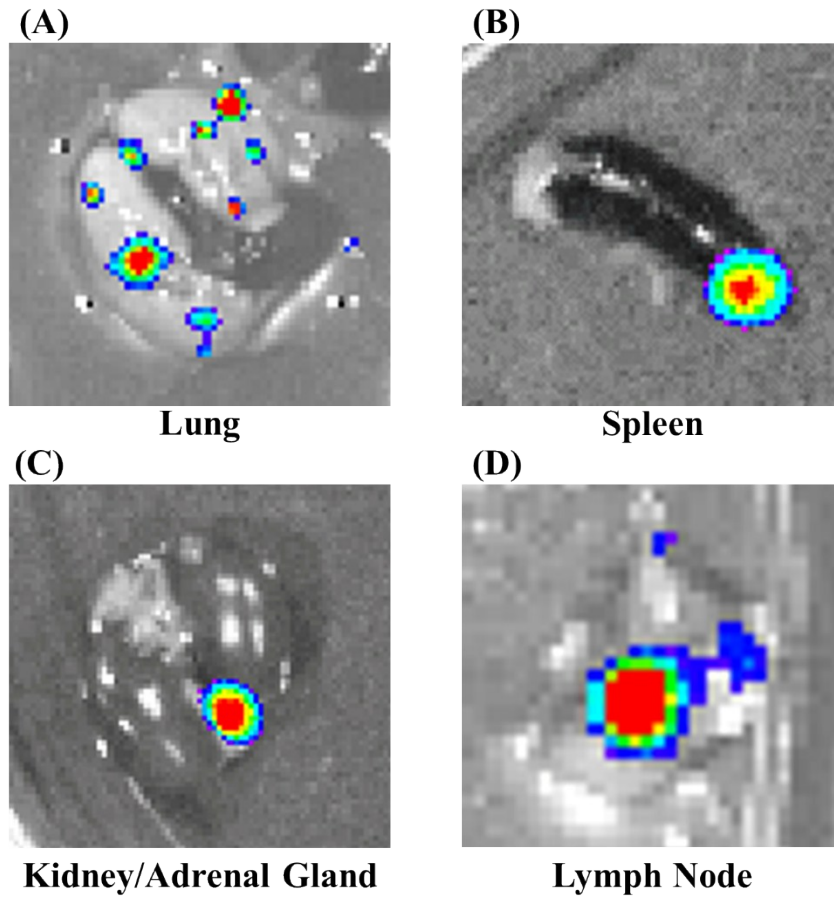 (A)
(B)
Lung
Spleen
(C)
(D)
Kidney/Adrenal Gland
Lymph Node